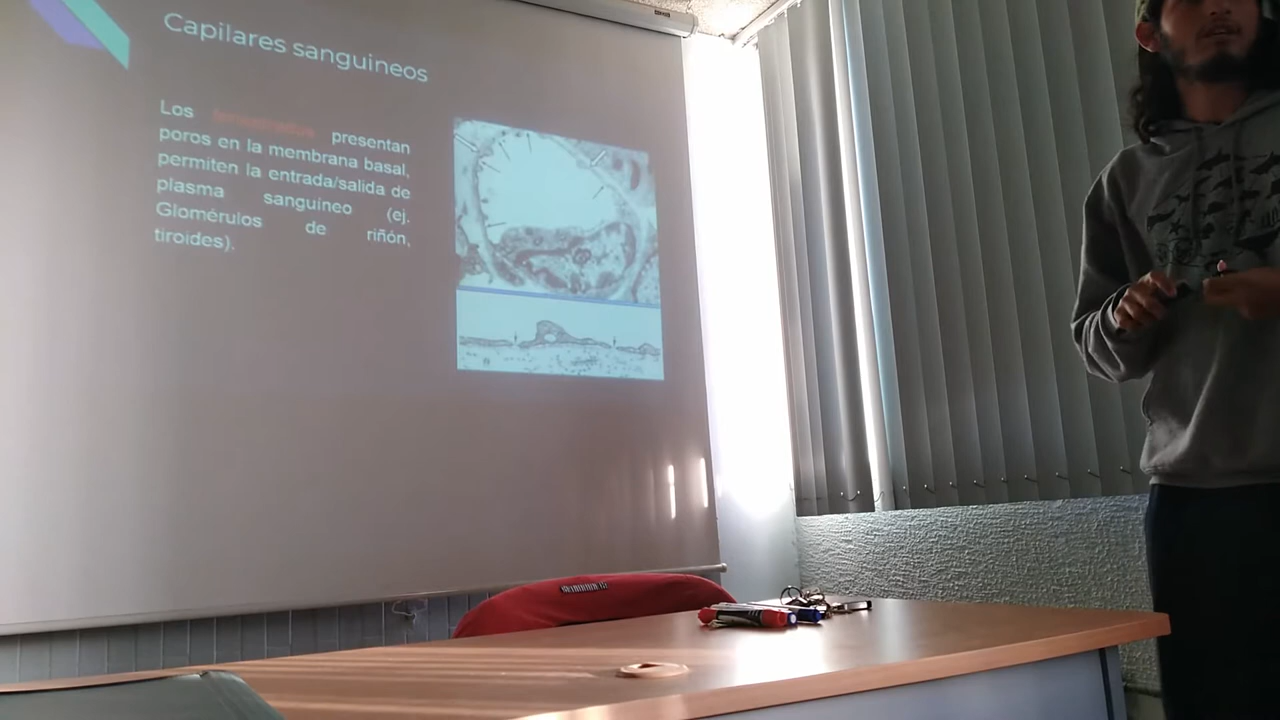 Capilares sanguineos
Los presentan
poros en la membrana basal,
permiten la entrada/salida de
plasma sanguíneo (ej.
Glomérulos de riñón,
tiroides).